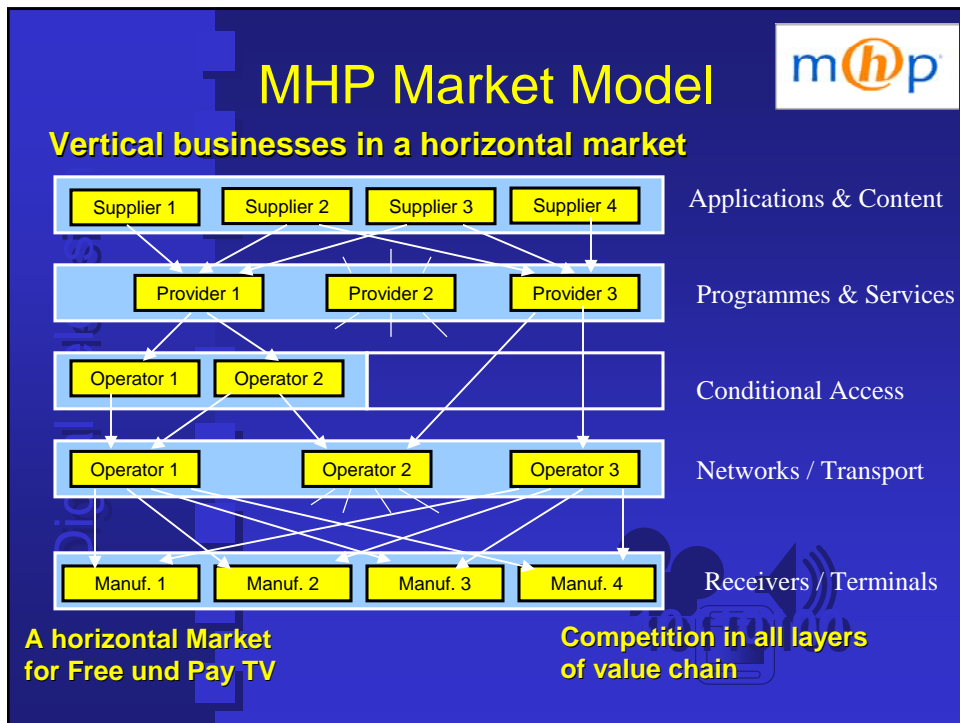 MHP Market Model
mhp
Vertical businesses in a horizontal market
Supplier 1 Supplier 2 Supplier 3 Supplier 4 Applications & Content
Provider 1 Provider 2 Provider 3 Programmes & Services
Operator 1 Operator 2 Conditional Access
Operator 1 Operator 2 Operator 3 Networks / Transport
Manuf. 1 Manuf. 2 Manuf. 3 Manuf. 4 Receivers / Terminals
A horizontal Market
for Free und Pay TV
Competition in all layers
of value chain